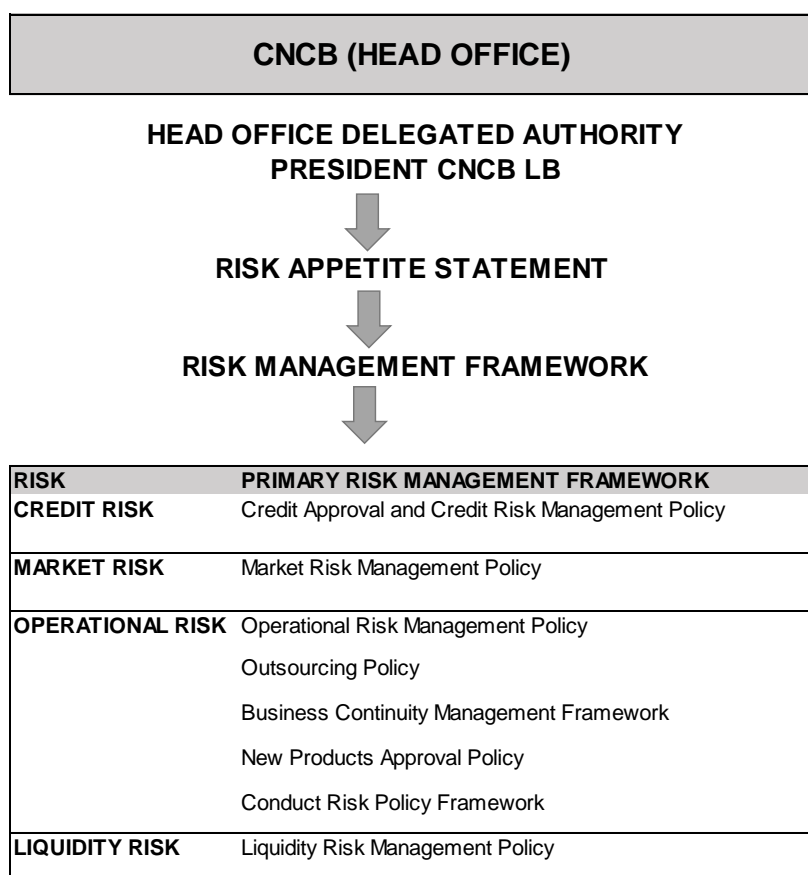 CNCB (HEAD OFFICE)
HEAD OFFICE DELEGATED AUTHORITY
PRESIDENT CNCB LB
RISK APPETITE STATEMENT
RISK MANAGEMENT FRAMEWORK
RISK PRIMARY RISK MANAGEMENT FRAMEWORK
CREDIT RISK Credit Approval and Credit Risk Management Policy
MARKET RISK Market Risk Management Policy
OPERATIONAL RISK Operational Risk Management Policy
Outsourcing Policy
Business Continuity Management Framework
New Products Approval Policy
Conduct Risk Policy Framework
LIQUIDITY RISK Liquidity Risk Management Policy